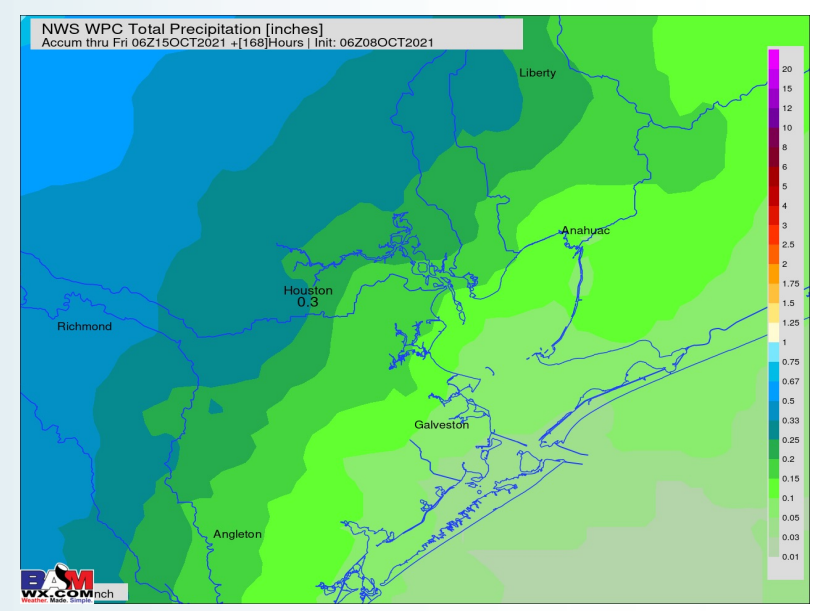 NWS WPC Total Precipitation [inches]
Accum thru Fri 06Z15OCT2021 +[168]Hours | Init: 06Z08OCT2021
Liberty
Anahuac
Houston
0.3
Richmond
Galveston
Angleton
20
15
12
10
8
6
5
4
3
2.5
2
1.75
1.5
1.25
1
0.75
0.67
0.5
0.33
0.25
0.2
0.15
0.1
0.05
0.03
0.01
BAM
WX.COM
Weather. Made. Simple.
nch